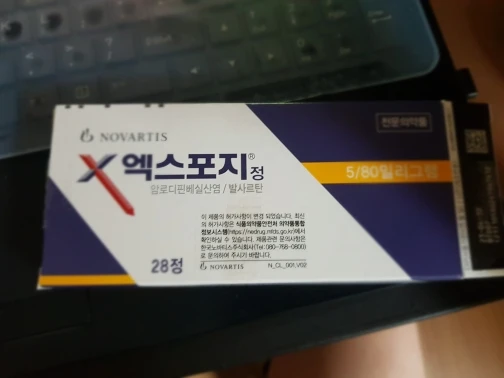 NOVARTIS
전문의약품
엑스포지®정
5/80밀리그램
암로디핀베실산염 / 발사르탄
이 제품의 허가사항이 변경 되었습니다. 최신
의 허가사항은 식품의약품안전처 의약품통합
정보시스템(https://nedrug.mfds.go.kr)에서
확인하실 수 있습니다. 제품관련 문의사항은
한국노바티스주식회사(Tel: 080-768-0800)
로 문의하여 주시기 바랍니다.
28정
NOVARTIS
N_CL_001,V02